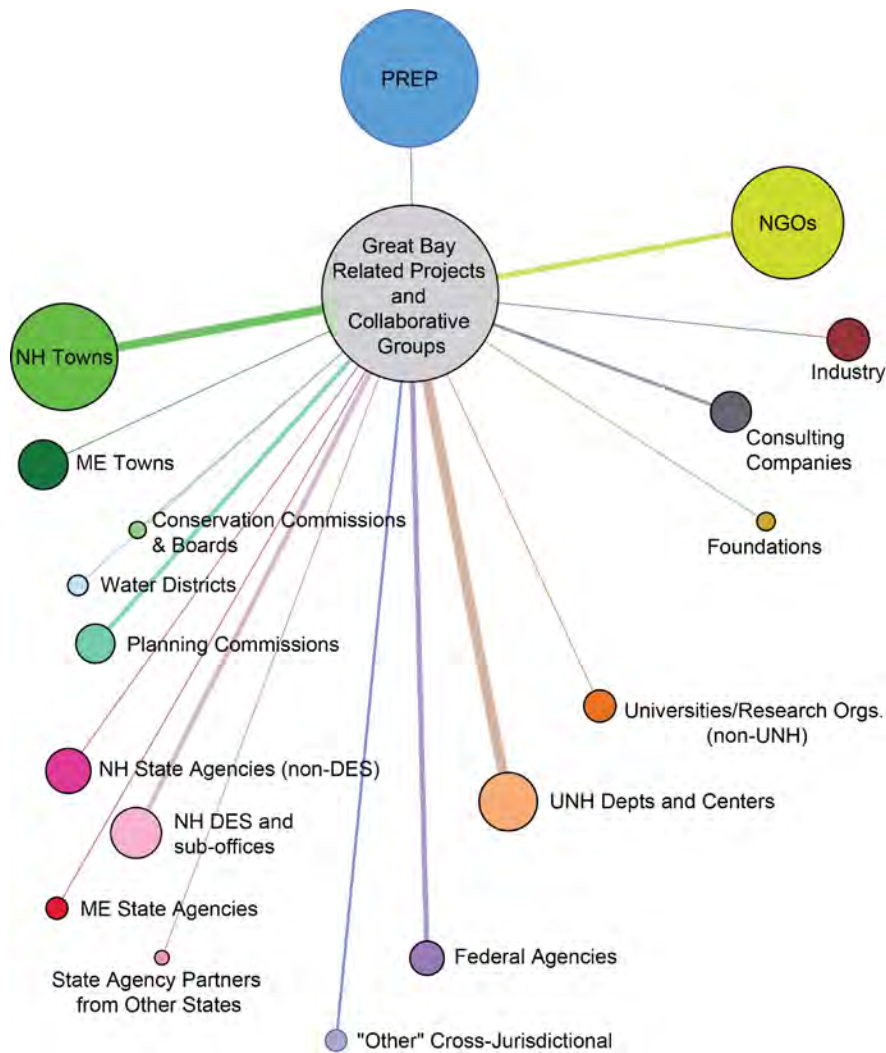 PREP
NGOs
Great Bay
Related Projects
and
Collaborative
Groups
NH Towns
Industry
Consulting
Companies
ME Towns
Conservation Commissions
& Boards
Foundations
Water Districts
Planning Commissions
Universities/Research Orgs.
(non-UNH)
NH State Agencies (non-DES)
UNH Depts and Centers
NH DES and
sub-offices
ME State Agencies
Federal Agencies
State Agency Partners
from Other States
"Other" Cross-Jurisdictional